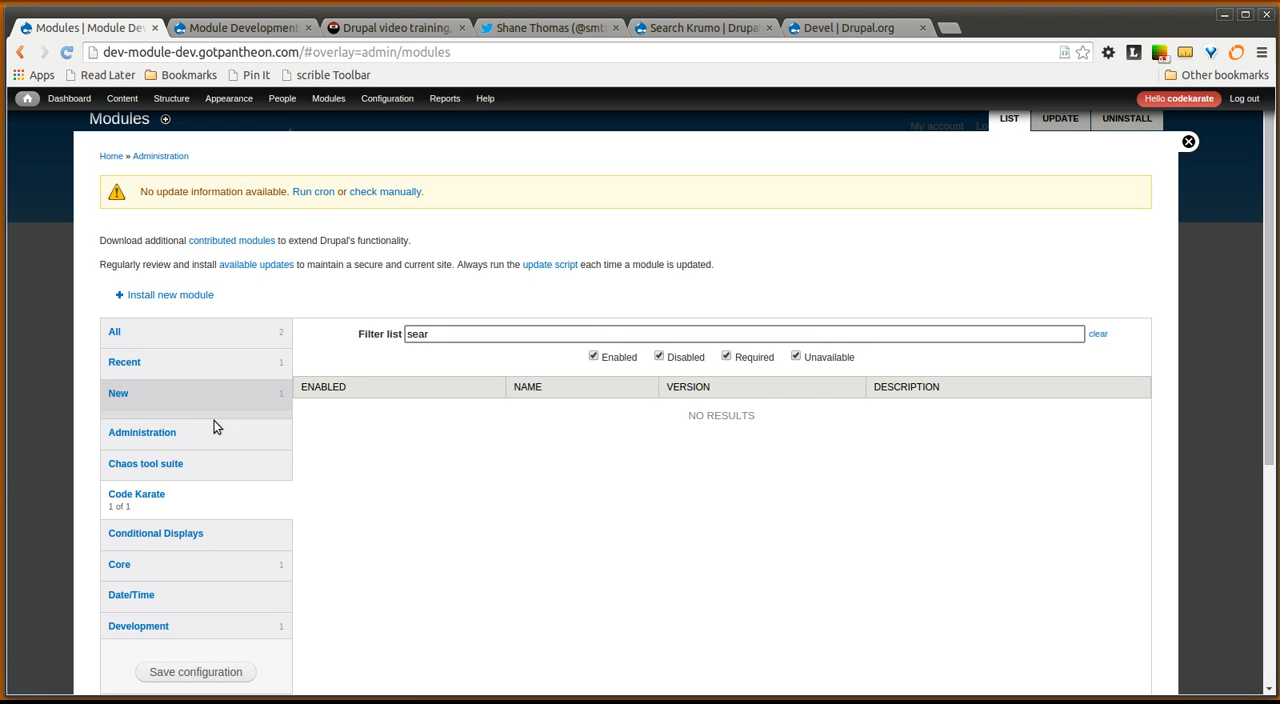 Modules | Module De
Module Development
Drupal video training,
Shane Thomas (@smt
Search Krumo | Drupa
Devel | Drupal.org
dev-module-dev.gotpantheon.com/#overlay=admin/modules
Apps Read Later Bookmarks Pin It scrible Toolbar Other bookmarks
Dashboard Content Structure Appearance People Modules Configuration Reports Help Hello codekarate Log out
Modules My account Lo LIST UPDATE UNINSTALL
Home » Administration
No update information available. Run cron or check manually.
Download additional contributed modules to extend Drupal's functionality.
Regularly review and install available updates to maintain a secure and current site. Always run the update script each time a module is updated.
Install new module
All 2
Recent 1
New 1
Administration
Chaos tool suite
Code Karate
1 of 1
Conditional Displays
Core 1
Date/Time
Development 1
Save configuration
Filter list sear clear
Enabled Disabled Required Unavailable
ENABLED NAME VERSION DESCRIPTION
NO RESULTS